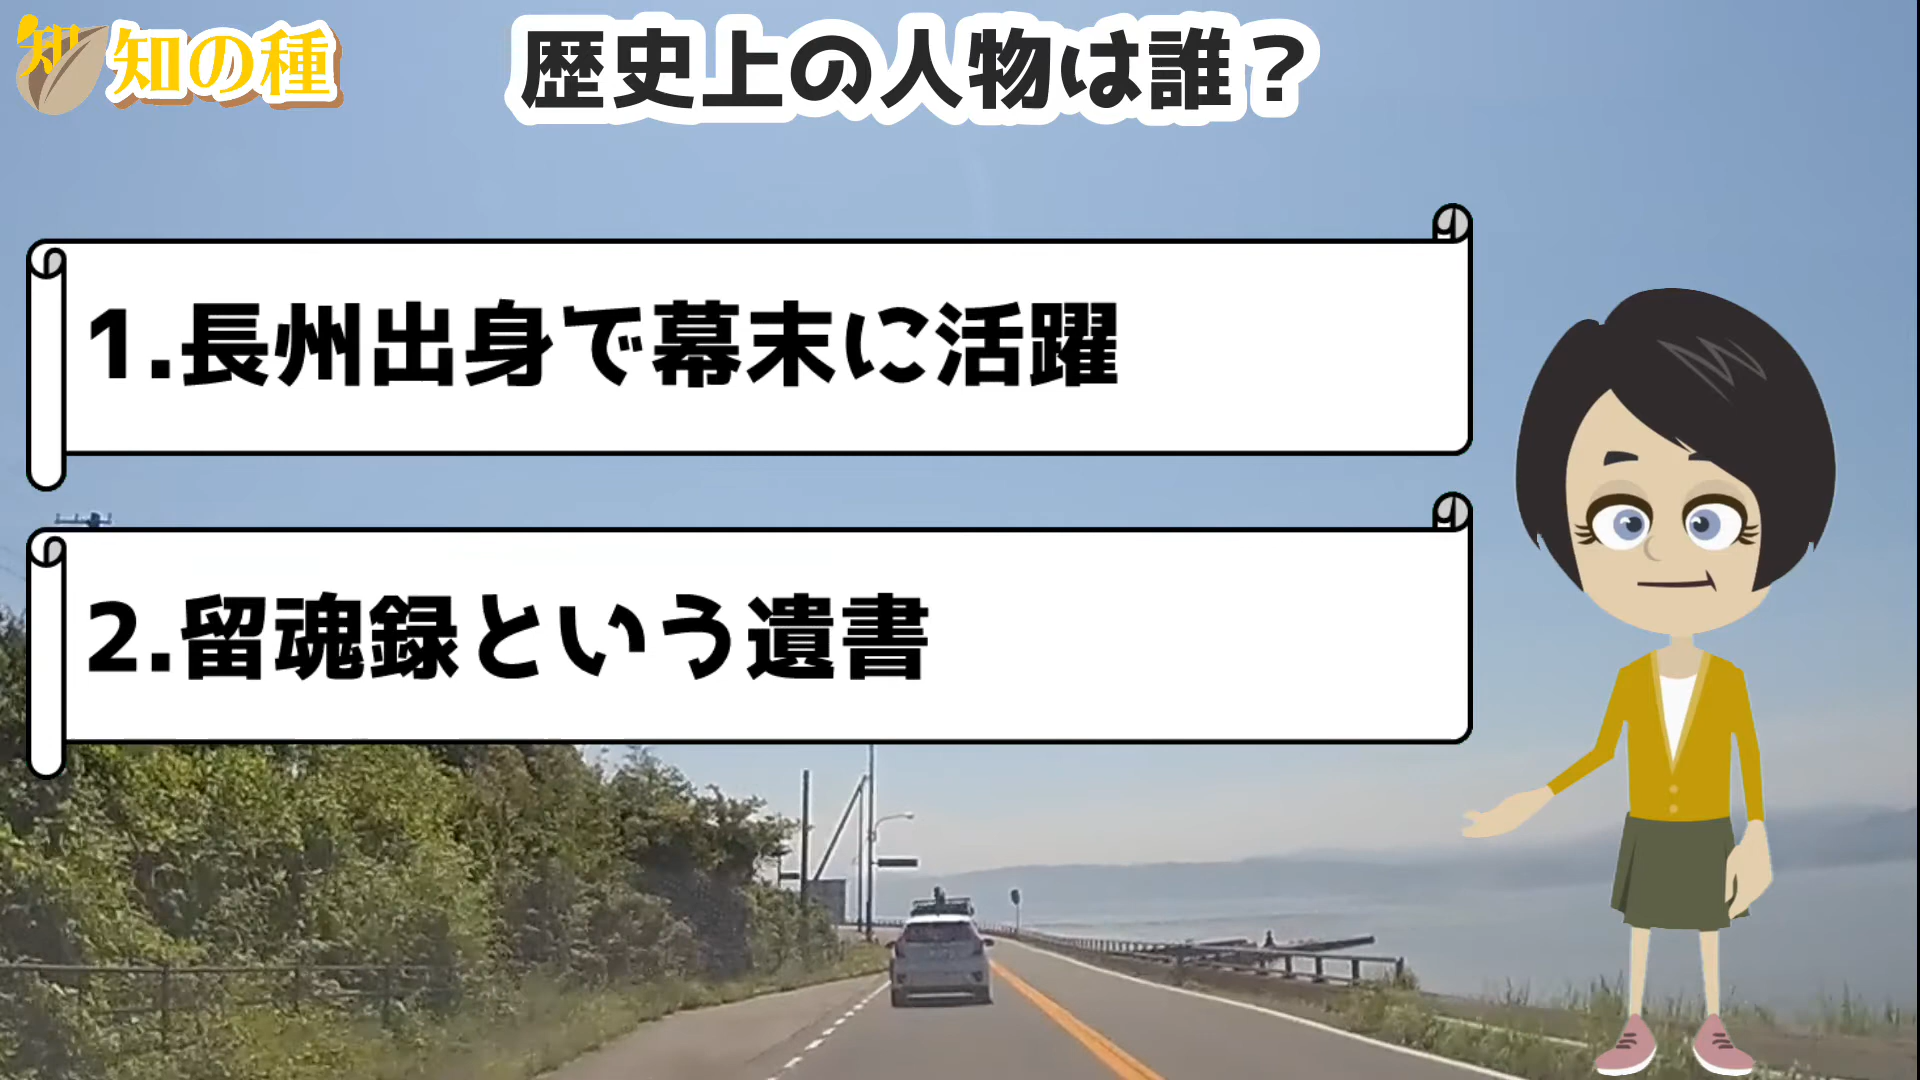 知 知の種
歴史上の人物は誰？
1.長州出身で幕末に活躍
2.留魂録という遺書